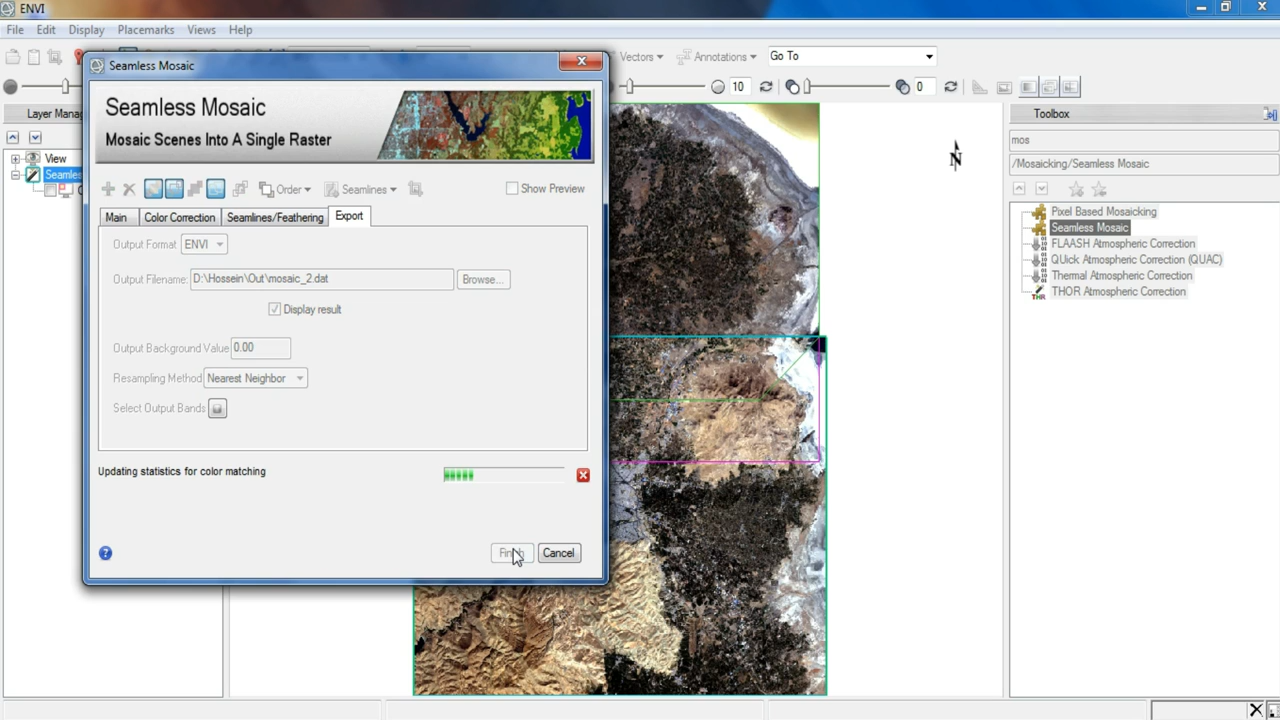 ENVI
File Edit Display Placemarks Views Help
Vectors Annotations Go To
10 0
Seamless Mosaic
Seamless Mosaic
Mosaic Scenes Into A Single Raster
Order Seamlines Show Preview
Main Color Correction Seamlines/Feathering Export
Output Format ENVI
Output Filename: D:\Hossein\Out\mosaic_2.dat Browse...
Display result
Output Background Value 0.00
Resampling Method Nearest Neighbor
Select Output Bands
Updating statistics for color matching
Finish Cancel
Layer Mana
View
Seamles
N
Toolbox
mos
/Mosaicking/Seamless Mosaic
Pixel Based Mosaicking
Seamless Mosaic
FLAASH Atmospheric Correction
QUick Atmospheric Correction (QUAC)
Thermal Atmospheric Correction
THOR Atmospheric Correction